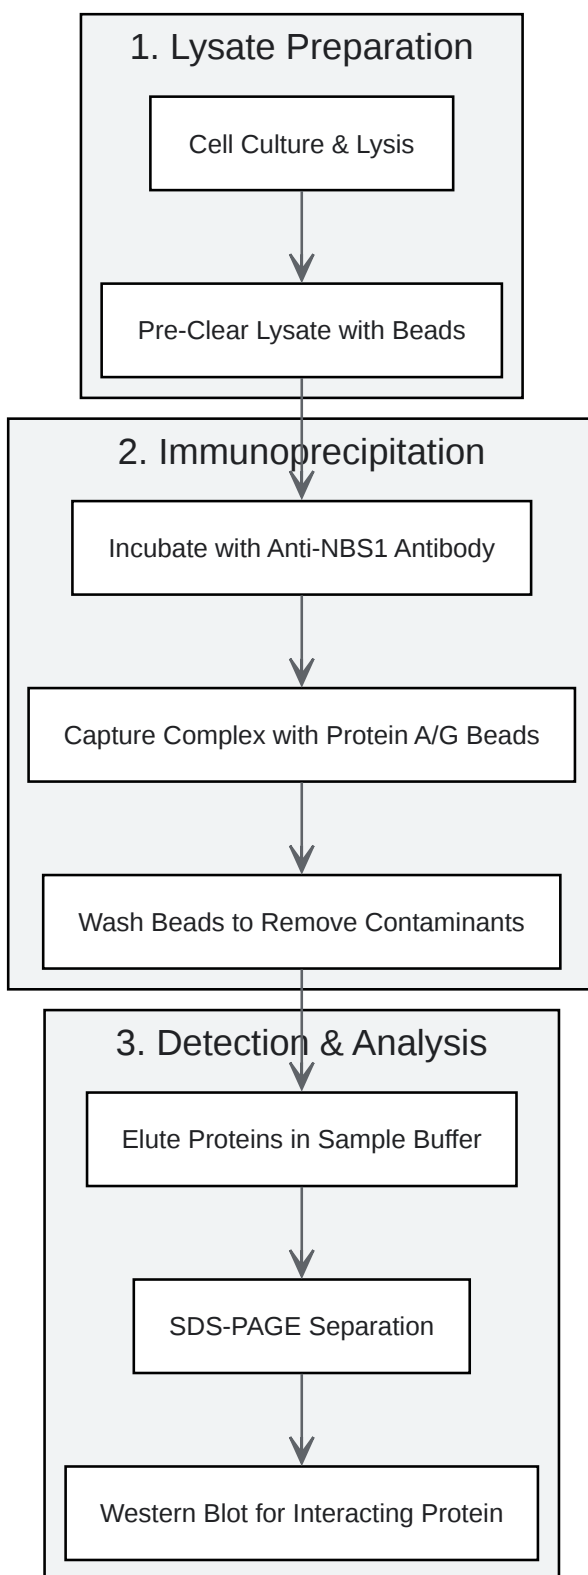 1. Lysate Preparation
Cell Culture & Lysis
Pre-Clear Lysate with Beads
2. Immunoprecipitation
Incubate with Anti-NBS1 Antibody
Capture Complex with Protein A/G Beads
Wash Beads to Remove Contaminants
3. Detection & Analysis
Elute Proteins in Sample Buffer
SDS-PAGE Separation
Western Blot for Interacting Protein